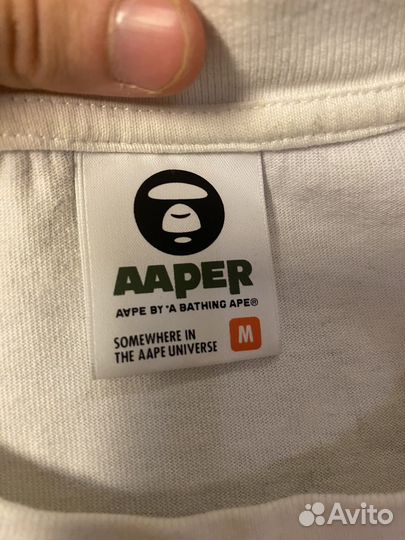 AAPER
AAPE BY *A BATHING APE®
SOMEWHERE IN
THE AAPE UNIVERSE
M
Avito